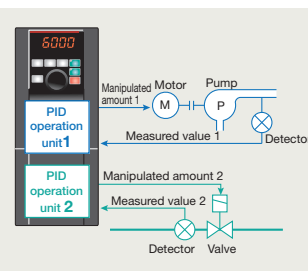 6000
Manipulated Motor
amount 1
Pump
M
P
PID
operation
unit1
Measured value 1
Detector
PID
operation
unit 2
Manipulated amount 2
Measured value 2
Detector
Valve